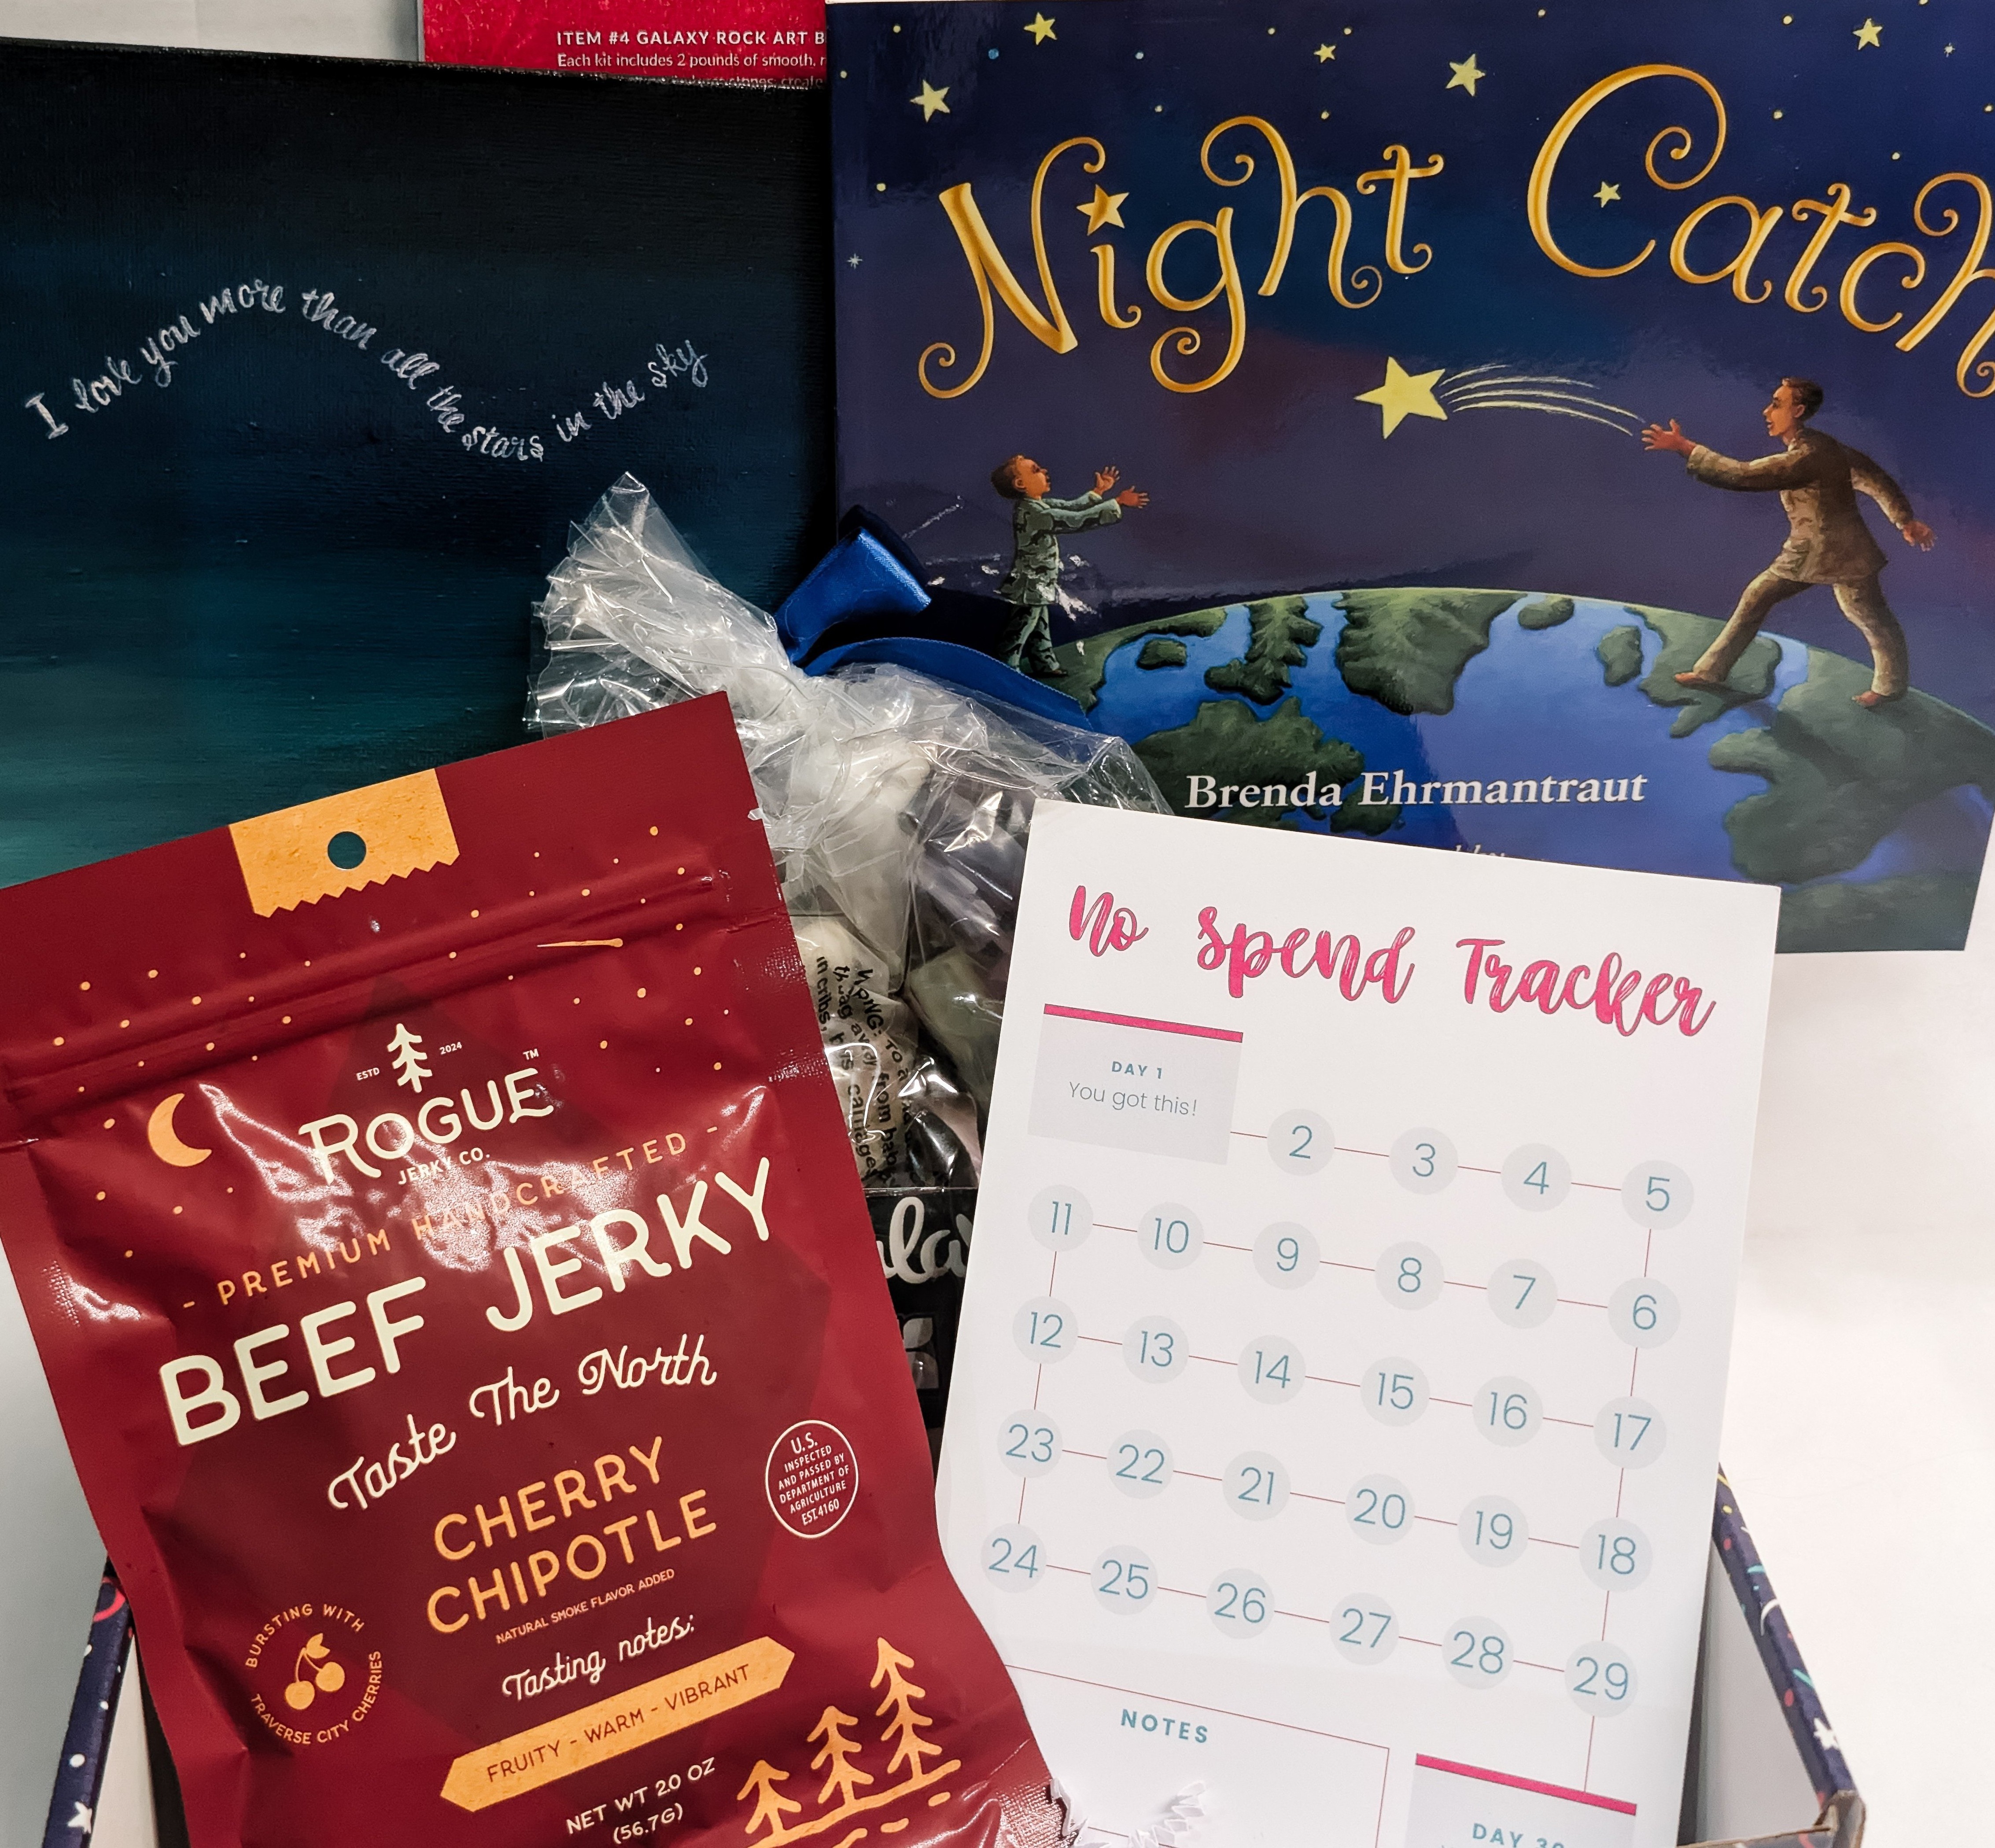 ITEM #4 GALAXY ROCK ART B
Each kit includes 2 pounds of smooth, r
I love you more than all the stars in the sky
Night Catch
Brenda Ehrmantraut
No Spend Tracker
DAY 1
You got this!
2 3 4 5
11 10 9 8 7 6
12 13 14 15 16 17
23 22 21 20 19 18
24 25 26 27 28 29
NOTES
DAY 30
ESTD 2024
ROGUE™
JERKY CO.
- PREMIUM HANDCRAFTED -
BEEF JERKY
Taste The North
CHERRY
CHIPOTLE
NATURAL SMOKE FLAVOR ADDED
U.S.
INSPECTED
AND PASSED BY
DEPARTMENT OF
AGRICULTURE
EST.4160
BURSTING WITH
TRAVERSE CITY CHERRIES
Tasting notes:
FRUITY - WARM - VIBRANT
NET WT 2.0 OZ
(56.7G)